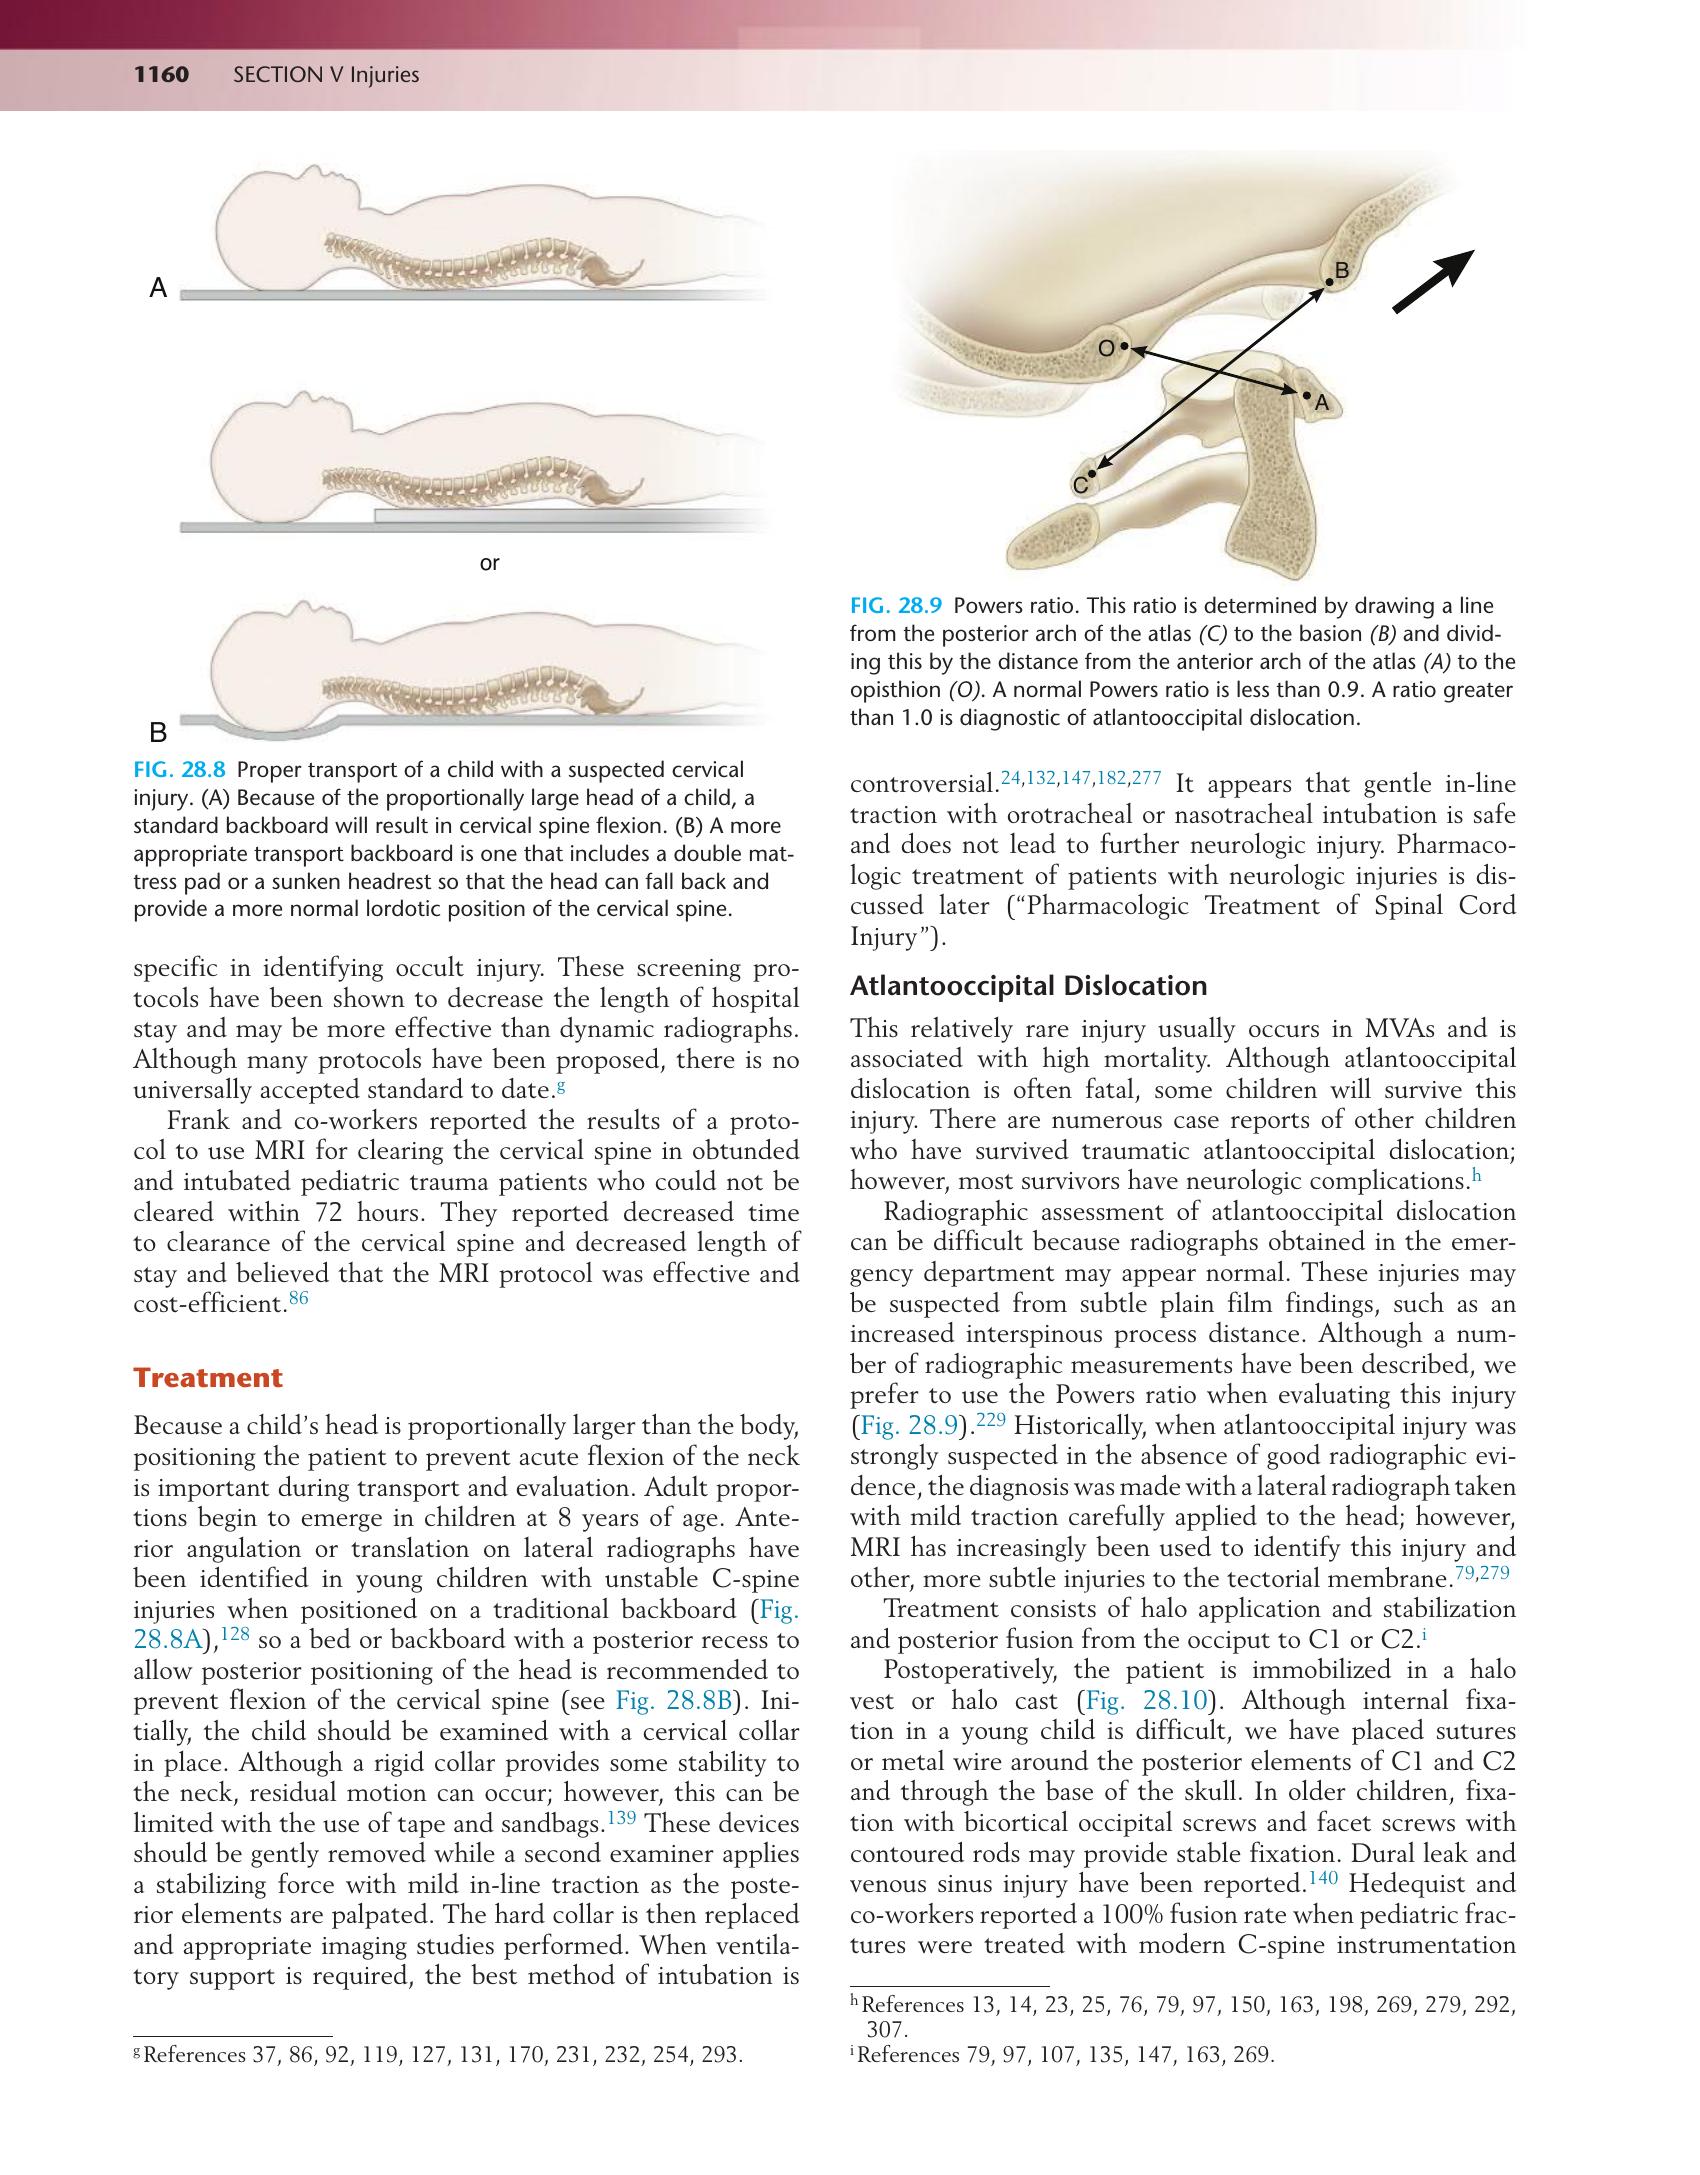 1160 SECTION V Injuries
A
or
B
FIG. 28.8 Proper transport of a child with a suspected cervical
injury. (A) Because of the proportionally large head of a child, a
standard backboard will result in cervical spine flexion. (B) A more
appropriate transport backboard is one that includes a double mat-
tress pad or a sunken headrest so that the head can fall back and
provide a more normal lordotic position of the cervical spine.
specific in identifying occult injury. These screening pro-
tocols have been shown to decrease the length of hospital
stay and may be more effective than dynamic radiographs.
Although many protocols have been proposed, there is no
universally accepted standard to date.g
Frank and co-workers reported the results of a proto-
col to use MRI for clearing the cervical spine in obtunded
and intubated pediatric trauma patients who could not be
cleared within 72 hours. They reported decreased time
to clearance of the cervical spine and decreased length of
stay and believed that the MRI protocol was effective and
cost-efficient.86
Treatment
Because a child's head is proportionally larger than the body,
positioning the patient to prevent acute flexion of the neck
is important during transport and evaluation. Adult propor-
tions begin to emerge in children at 8 years of age. Ante-
rior angulation or translation on lateral radiographs have
been identified in young children with unstable C-spine
injuries when positioned on a traditional backboard (Fig.
28.8A),128 so a bed or backboard with a posterior recess to
allow posterior positioning of the head is recommended to
prevent flexion of the cervical spine (see Fig. 28.8B). Ini-
tially, the child should be examined with a cervical collar
in place. Although a rigid collar provides some stability to
the neck, residual motion can occur; however, this can be
limited with the use of tape and sandbags.139 These devices
should be gently removed while a second examiner applies
a stabilizing force with mild in-line traction as the poste-
rior elements are palpated. The hard collar is then replaced
and appropriate imaging studies performed. When ventila-
tory support is required, the best method of intubation is
g References 37, 86, 92, 119, 127, 131, 170, 231, 232, 254, 293.
B
O
A
C
FIG. 28.9 Powers ratio. This ratio is determined by drawing a line
from the posterior arch of the atlas (C) to the basion (B) and divid-
ing this by the distance from the anterior arch of the atlas (A) to the
opisthion (O). A normal Powers ratio is less than 0.9. A ratio greater
than 1.0 is diagnostic of atlantooccipital dislocation.
controversial.24,132,147,182,277 It appears that gentle in-line
traction with orotracheal or nasotracheal intubation is safe
and does not lead to further neurologic injury. Pharmaco-
logic treatment of patients with neurologic injuries is dis-
cussed later (“Pharmacologic Treatment of Spinal Cord
Injury”).
Atlantooccipital Dislocation
This relatively rare injury usually occurs in MVAs and is
associated with high mortality. Although atlantooccipital
dislocation is often fatal, some children will survive this
injury. There are numerous case reports of other children
who have survived traumatic atlantooccipital dislocation;
however, most survivors have neurologic complications.h
Radiographic assessment of atlantooccipital dislocation
can be difficult because radiographs obtained in the emer-
gency department may appear normal. These injuries may
be suspected from subtle plain film findings, such as an
increased interspinous process distance. Although a num-
ber of radiographic measurements have been described, we
prefer to use the Powers ratio when evaluating this injury
(Fig. 28.9).229 Historically, when atlantooccipital injury was
strongly suspected in the absence of good radiographic evi-
dence, the diagnosis was made with a lateral radiograph taken
with mild traction carefully applied to the head; however,
MRI has increasingly been used to identify this injury and
other, more subtle injuries to the tectorial membrane.79,279
Treatment consists of halo application and stabilization
and posterior fusion from the occiput to C1 or C2.i
Postoperatively, the patient is immobilized in a halo
vest or halo cast (Fig. 28.10). Although internal fixa-
tion in a young child is difficult, we have placed sutures
or metal wire around the posterior elements of C1 and C2
and through the base of the skull. In older children, fixa-
tion with bicortical occipital screws and facet screws with
contoured rods may provide stable fixation. Dural leak and
venous sinus injury have been reported.140 Hedequist and
co-workers reported a 100% fusion rate when pediatric frac-
tures were treated with modern C-spine instrumentation
h References 13, 14, 23, 25, 76, 79, 97, 150, 163, 198, 269, 279, 292,
307.
i References 79, 97, 107, 135, 147, 163, 269.